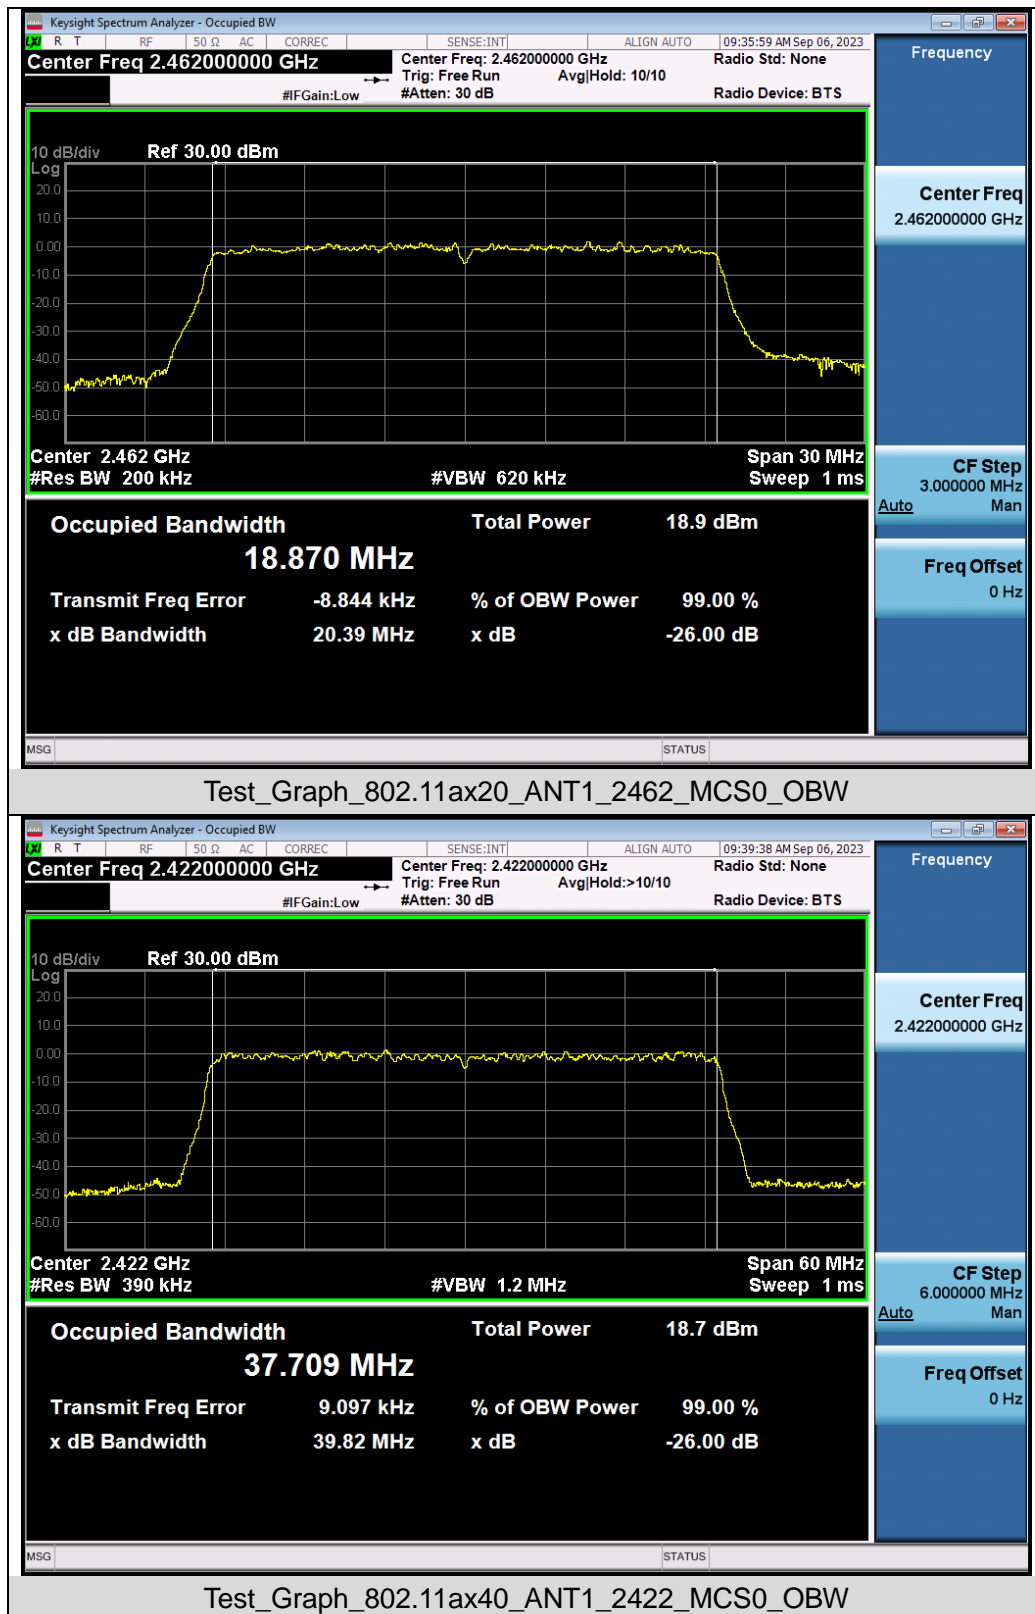 Keysight Spectrum Analyzer - Occupied BW
LXI R T RF 50 Ω AC CORREC SENSE:INT ALIGN AUTO 09:35:59 AM Sep 06, 2023
Center Freq 2.462000000 GHz
Center Freq: 2.462000000 GHz Radio Std: None
Trig: Free Run Avg|Hold: 10/10
#IFGain:Low #Atten: 30 dB Radio Device: BTS
Frequency
10 dB/div Ref 30.00 dBm
Log
20.0
10.0
0.00
-10.0
-20.0
-30.0
-40.0
-50.0
-60.0
Center 2.462 GHz Span 30 MHz
#Res BW 200 kHz #VBW 620 kHz Sweep 1 ms
Center Freq
2.462000000 GHz
CF Step
3.000000 MHz
Auto Man
Freq Offset
0 Hz
Occupied Bandwidth Total Power 18.9 dBm
18.870 MHz
Transmit Freq Error -8.844 kHz % of OBW Power 99.00 %
x dB Bandwidth 20.39 MHz x dB -26.00 dB
MSG STATUS
Test_Graph_802.11ax20_ANT1_2462_MCS0_OBW
Keysight Spectrum Analyzer - Occupied BW
LXI R T RF 50 Ω AC CORREC SENSE:INT ALIGN AUTO 09:39:38 AM Sep 06, 2023
Center Freq 2.422000000 GHz
Center Freq: 2.422000000 GHz Radio Std: None
Trig: Free Run Avg|Hold:>10/10
#IFGain:Low #Atten: 30 dB Radio Device: BTS
Frequency
10 dB/div Ref 30.00 dBm
Log
20.0
10.0
0.00
-10.0
-20.0
-30.0
-40.0
-50.0
-60.0
Center 2.422 GHz Span 60 MHz
#Res BW 390 kHz #VBW 1.2 MHz Sweep 1 ms
Center Freq
2.422000000 GHz
CF Step
6.000000 MHz
Auto Man
Freq Offset
0 Hz
Occupied Bandwidth Total Power 18.7 dBm
37.709 MHz
Transmit Freq Error 9.097 kHz % of OBW Power 99.00 %
x dB Bandwidth 39.82 MHz x dB -26.00 dB
MSG STATUS
Test_Graph_802.11ax40_ANT1_2422_MCS0_OBW